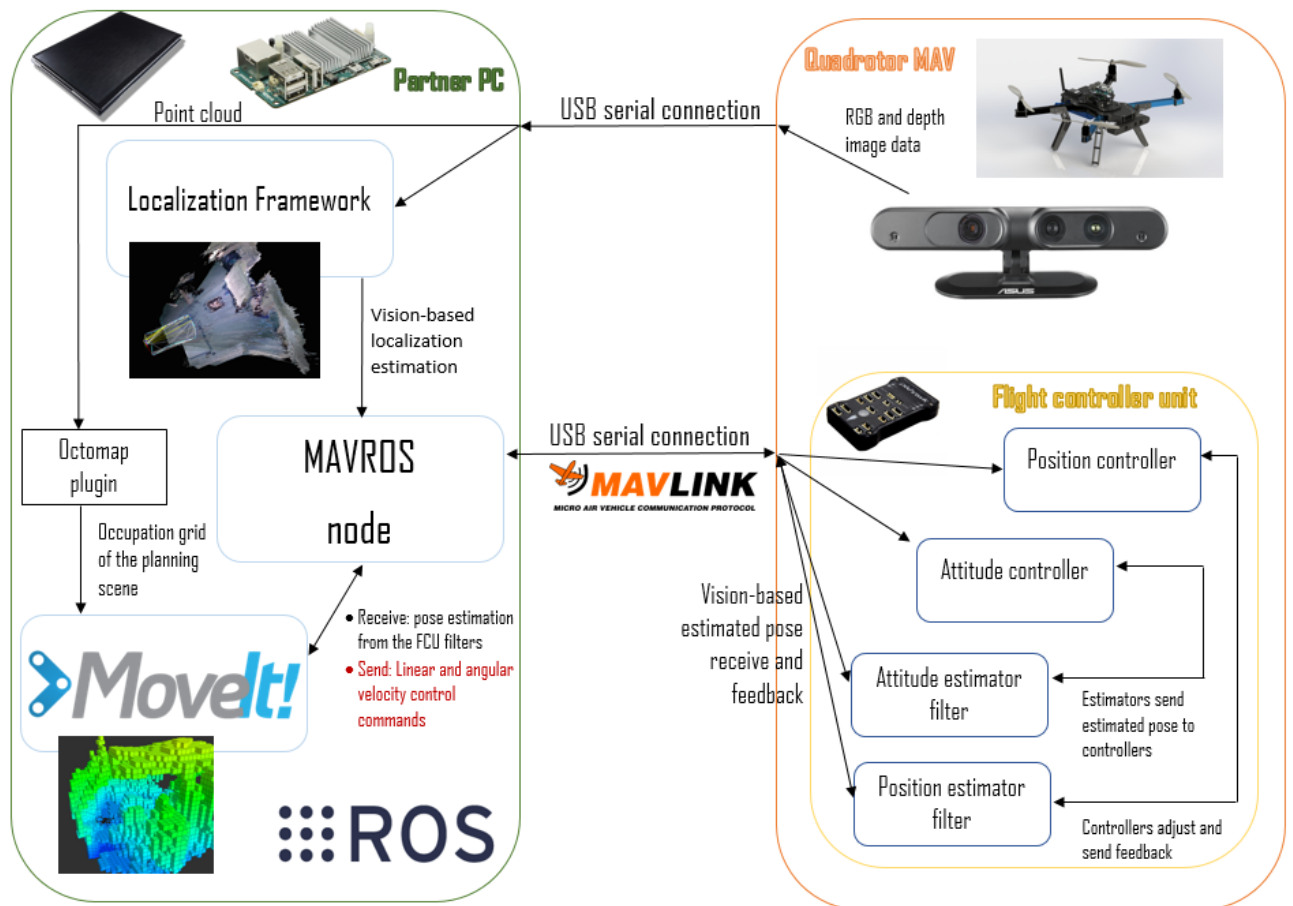 Partner PC
Point cloud
Localization Framework
Vision-based
localization
estimation
Octomap
plugin
MAVROS
node
Occupation grid
of the planning
scene
MoveIt!
• Receive: pose estimation
from the FCU filters
• Send: Linear and angular
velocity control
commands
ROS
USB serial connection
USB serial connection
MAVLINK
MICRO AIR VEHICLE COMMUNICATION PROTOCOL
Vision-based
estimated pose
receive and
feedback
Quadrotor MAV
RGB and depth
image data
ASUS
Flight controller unit
Position controller
Attitude controller
Attitude estimator
filter
Estimators send
estimated pose to
controllers
Position estimator
filter
Controllers adjust and
send feedback